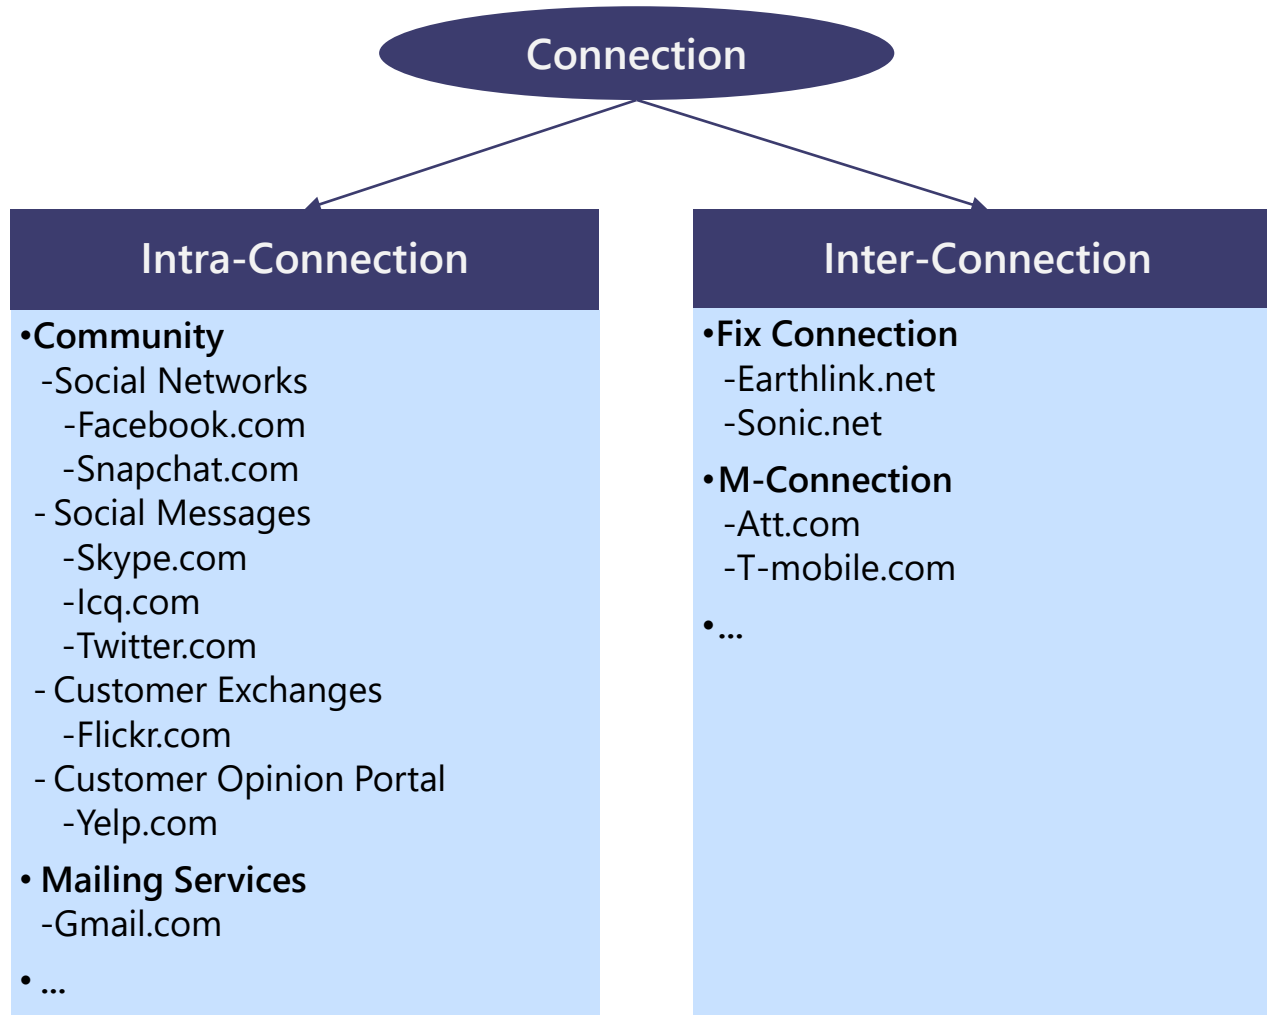 Connection
Intra-Connection
•Community
-Social Networks
-Facebook.com
-Snapchat.com
- Social Messages
-Skype.com
-Icq.com
-Twitter.com
- Customer Exchanges
-Flickr.com
- Customer Opinion Portal
-Yelp.com
• Mailing Services
-Gmail.com
• ...
Inter-Connection
•Fix Connection
-Earthlink.net
-Sonic.net
•M-Connection
-Att.com
-T-mobile.com
•...